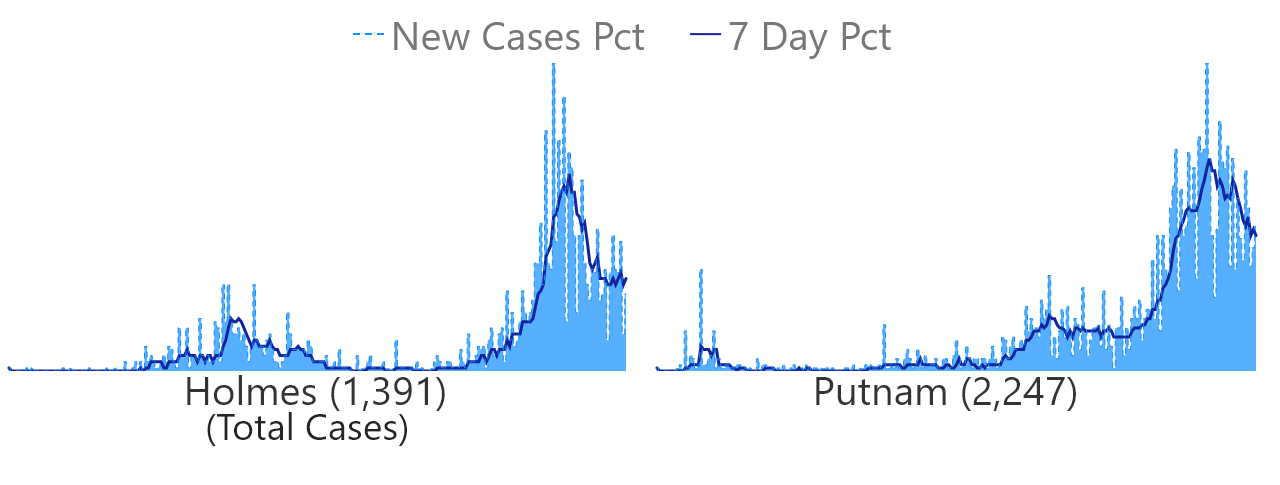 New Cases Pct 7 Day Pct
Holmes (1,391)
(Total Cases)
Putnam (2,247)